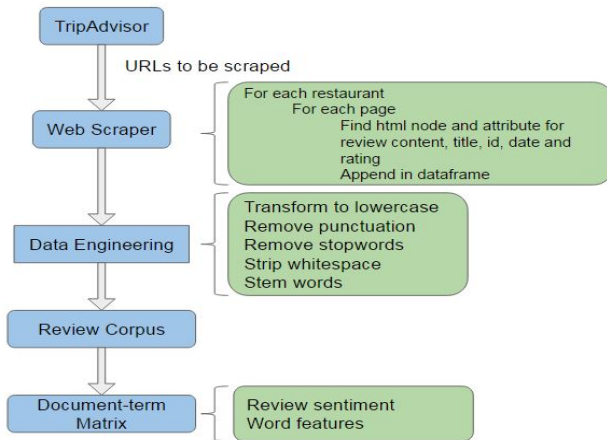 TripAdvisor
URLs to be scraped
Web Scraper
For each restaurant
For each page
Find html node and attribute for
review content, title, id, date and
rating
Append in dataframe
Data Engineering
Transform to lowercase
Remove punctuation
Remove stopwords
Strip whitespace
Stem words
Review Corpus
Document-term
Matrix
Review sentiment
Word features